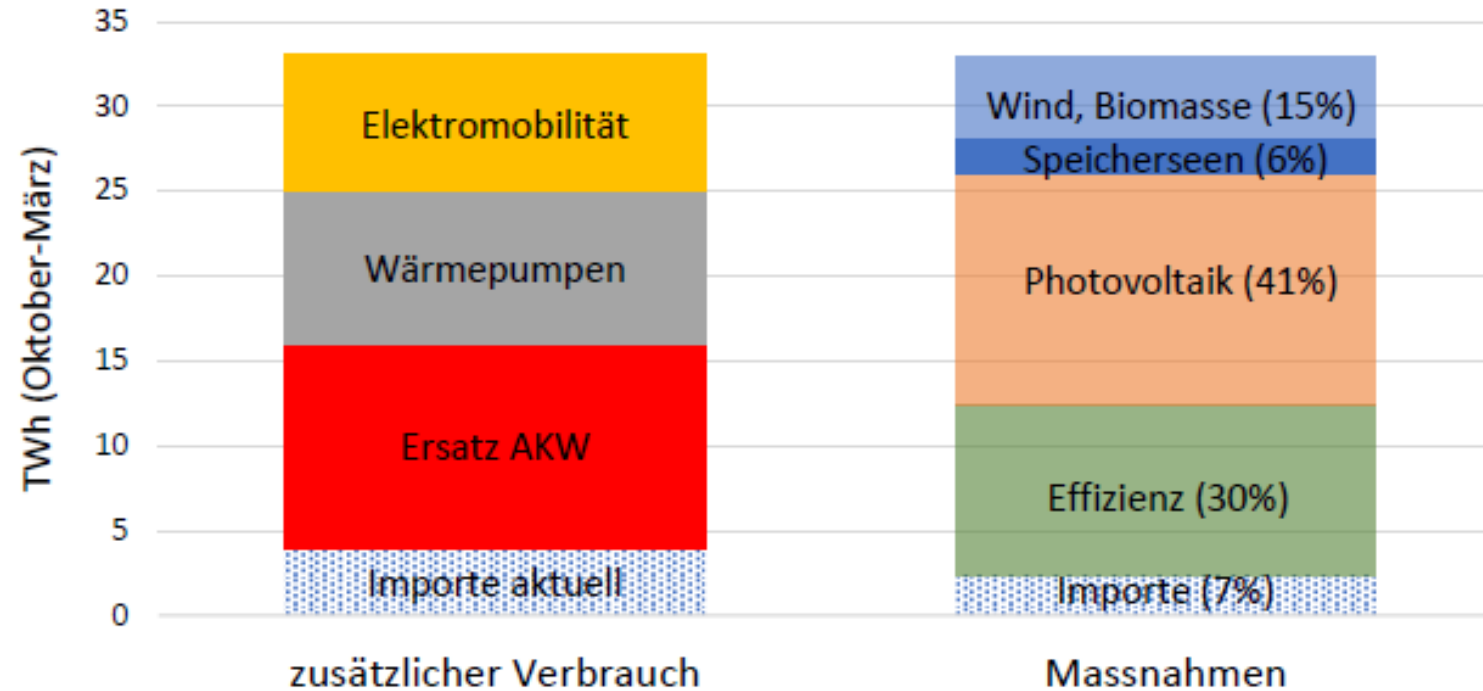 TWh (Oktober-März)
35
30
25
20
15
10
5
0
Elektromobilität
Wärmepumpen
Ersatz AKW
Importe aktuell
Wind, Biomasse (15%)
Speicherseen (6%)
Photovoltaik (41%)
Effizienz (30%)
Importe (7%)
zusätzlicher Verbrauch
Massnahmen